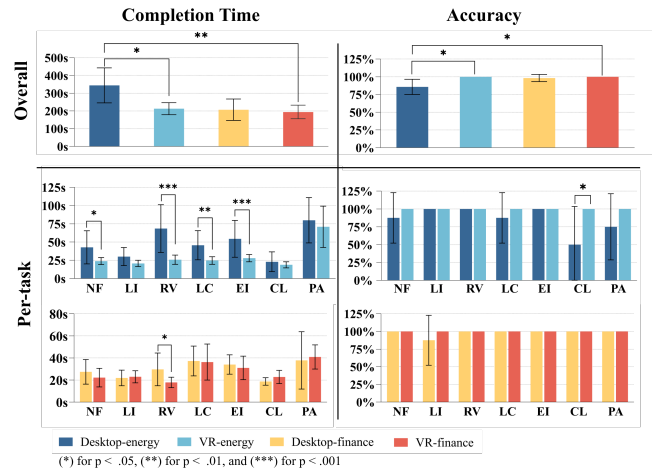 Completion Time
Accuracy
Overall
500s
400s
300s
200s
100s
0s
*
**
125%
100%
75%
50%
25%
0%
*
*
Per-task
125s
100s
75s
50s
25s
0s
*
***
**
***
NF LI RV LC EI CL PA
125%
100%
75%
50%
25%
0%
*
NF LI RV LC EI CL PA
80s
60s
40s
20s
0s
*
NF LI RV LC EI CL PA
125%
100%
75%
50%
25%
0%
NF LI RV LC EI CL PA
Desktop-energy VR-energy Desktop-finance VR-finance
(*) for p < .05, (**) for p < .01, and (***) for p <.001